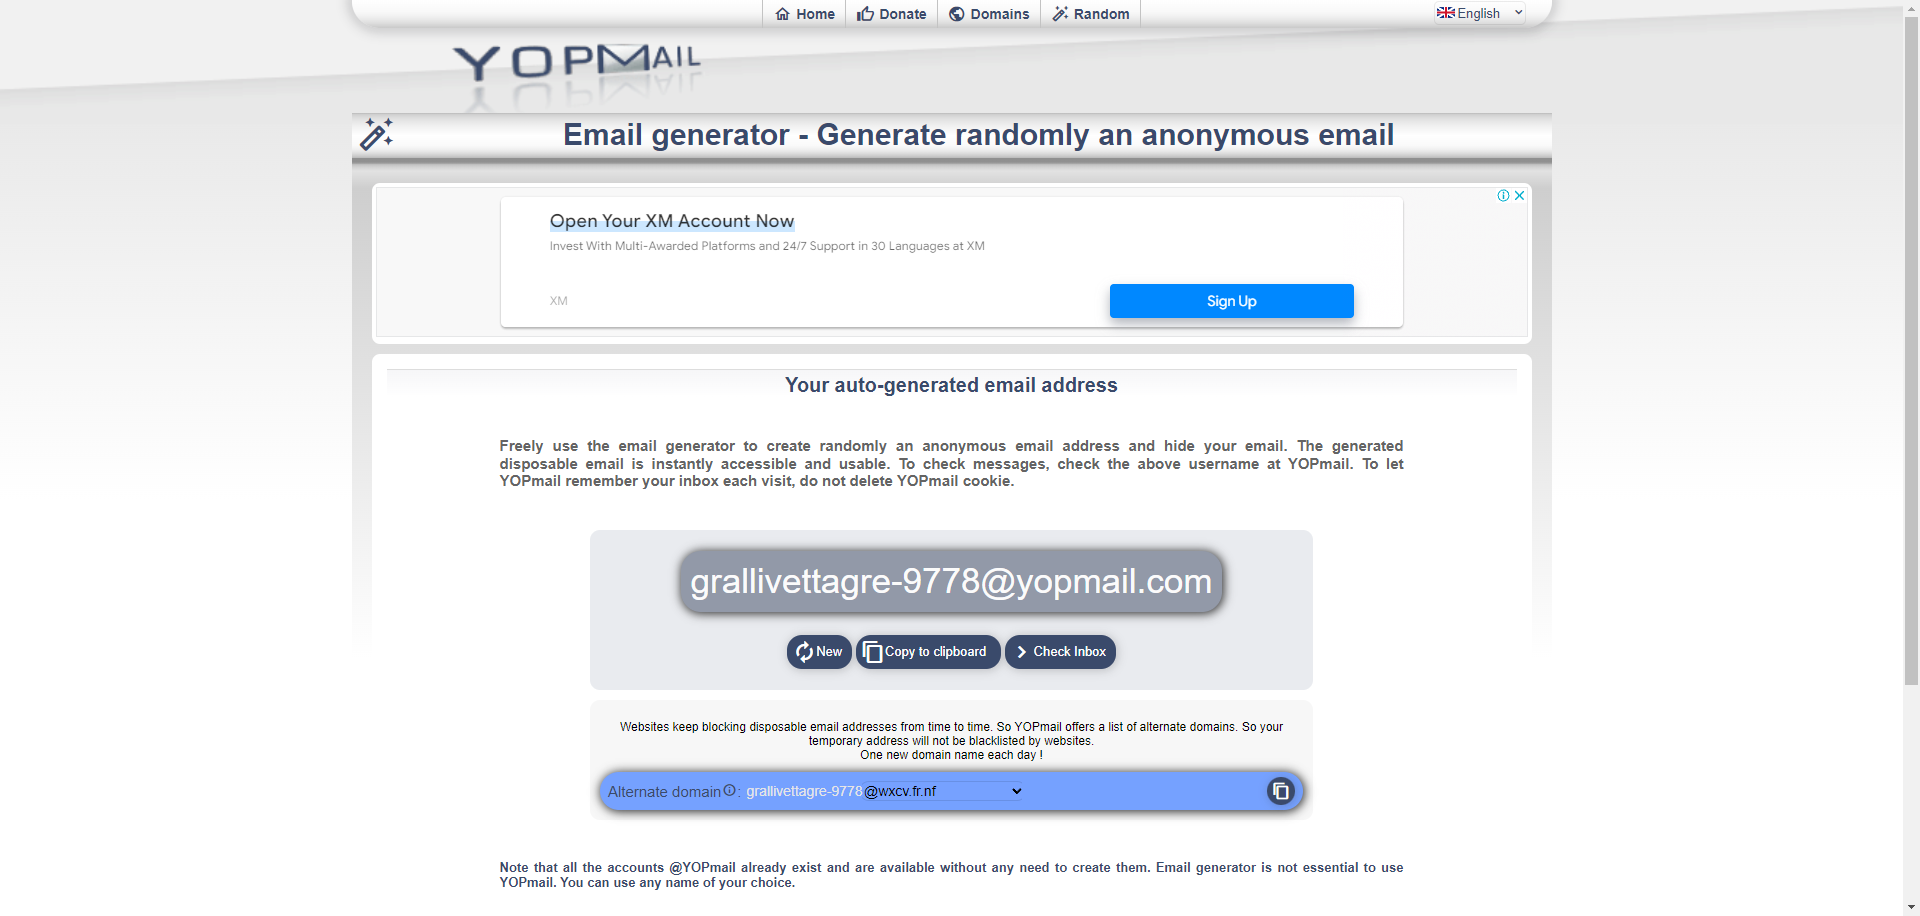 Home Donate Domains Random English
YOPMAIL
Email generator - Generate randomly an anonymous email
Open Your XM Account Now
Invest With Multi-Awarded Platforms and 24/7 Support in 30 Languages at XM
XM Sign Up
Your auto-generated email address
Freely use the email generator to create randomly an anonymous email address and hide your email. The generated
disposable email is instantly accessible and usable. To check messages, check the above username at YOPmail. To let
YOPmail remember your inbox each visit, do not delete YOPmail cookie.
grallivettagre-9778@yopmail.com
New Copy to clipboard Check Inbox
Websites keep blocking disposable email addresses from time to time. So YOPmail offers a list of alternate domains. So your
temporary address will not be blacklisted by websites.
One new domain name each day !
Alternate domain : grallivettagre-9778 @wxcv.fr.nf
Note that all the accounts @YOPmail already exist and are available without any need to create them. Email generator is not essential to use
YOPmail. You can use any name of your choice.